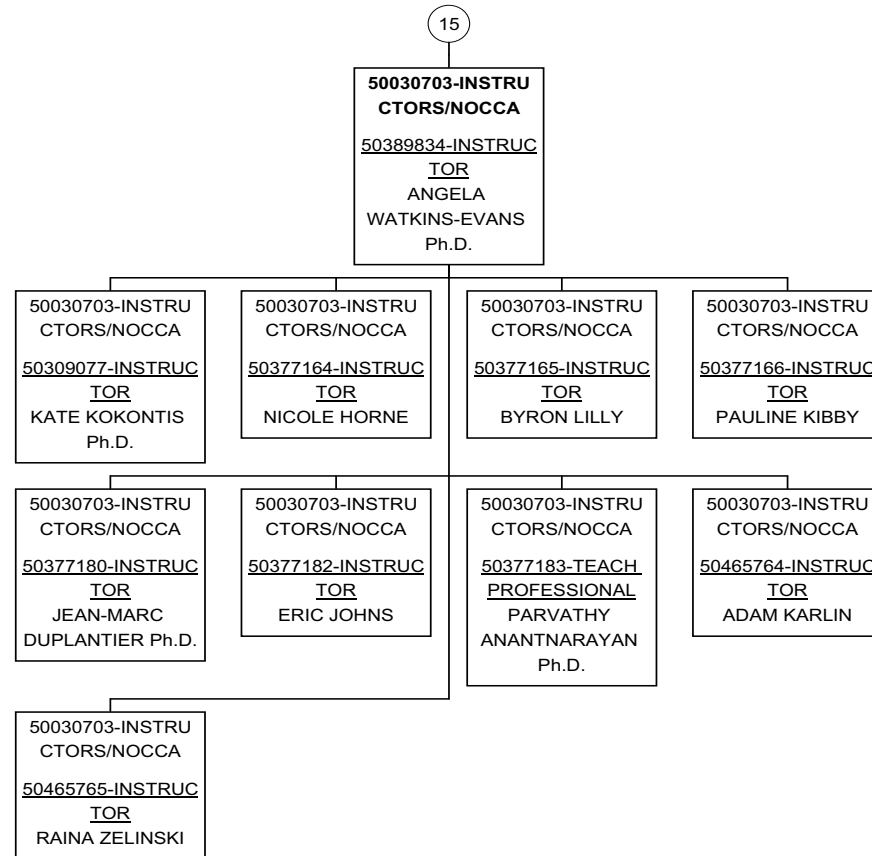 15
50030703-INSTRU
CTORS/NOCCA
50389834-INSTRUC
TOR
ANGELA
WATKINS-EVANS
Ph.D.
50030703-INSTRU
CTORS/NOCCA
50309077-INSTRUC
TOR
KATE KOKONTIS
Ph.D.
50030703-INSTRU
CTORS/NOCCA
50377164-INSTRUC
TOR
NICOLE HORNE
50030703-INSTRU
CTORS/NOCCA
50377165-INSTRUC
TOR
BYRON LILLY
50030703-INSTRU
CTORS/NOCCA
50377166-INSTRUC
TOR
PAULINE KIBBY
50030703-INSTRU
CTORS/NOCCA
50377180-INSTRUC
TOR
JEAN-MARC
DUPLANTIER Ph.D.
50030703-INSTRU
CTORS/NOCCA
50377182-INSTRUC
TOR
ERIC JOHNS
50030703-INSTRU
CTORS/NOCCA
50377183-TEACH
PROFESSIONAL
PARVATHY
ANANTNARAYAN
Ph.D.
50030703-INSTRU
CTORS/NOCCA
50465764-INSTRUC
TOR
ADAM KARLIN
50030703-INSTRU
CTORS/NOCCA
50465765-INSTRUC
TOR
RAINA ZELINSKI